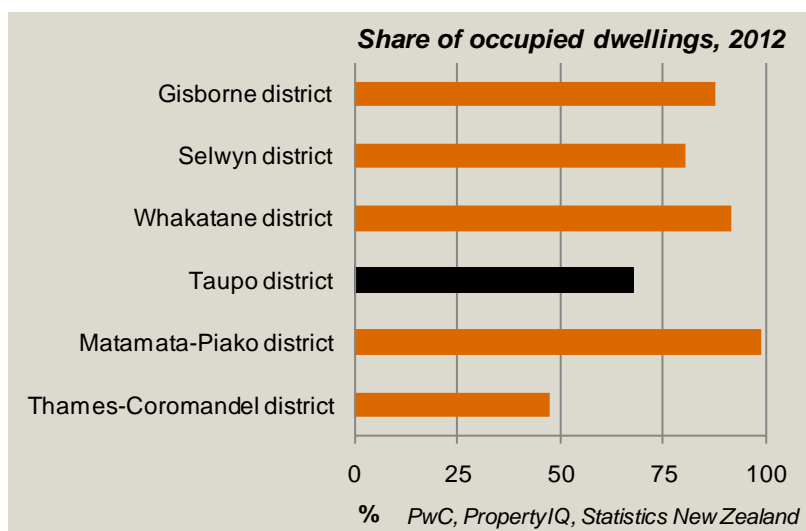 Share of occupied dwellings, 2012
Gisborne district
Selwyn district
Whakatane district
Taupo district
Matamata-Piako district
Thames-Coromandel district
0 25 50 75 100
% PwC, PropertyIQ, Statistics New Zealand